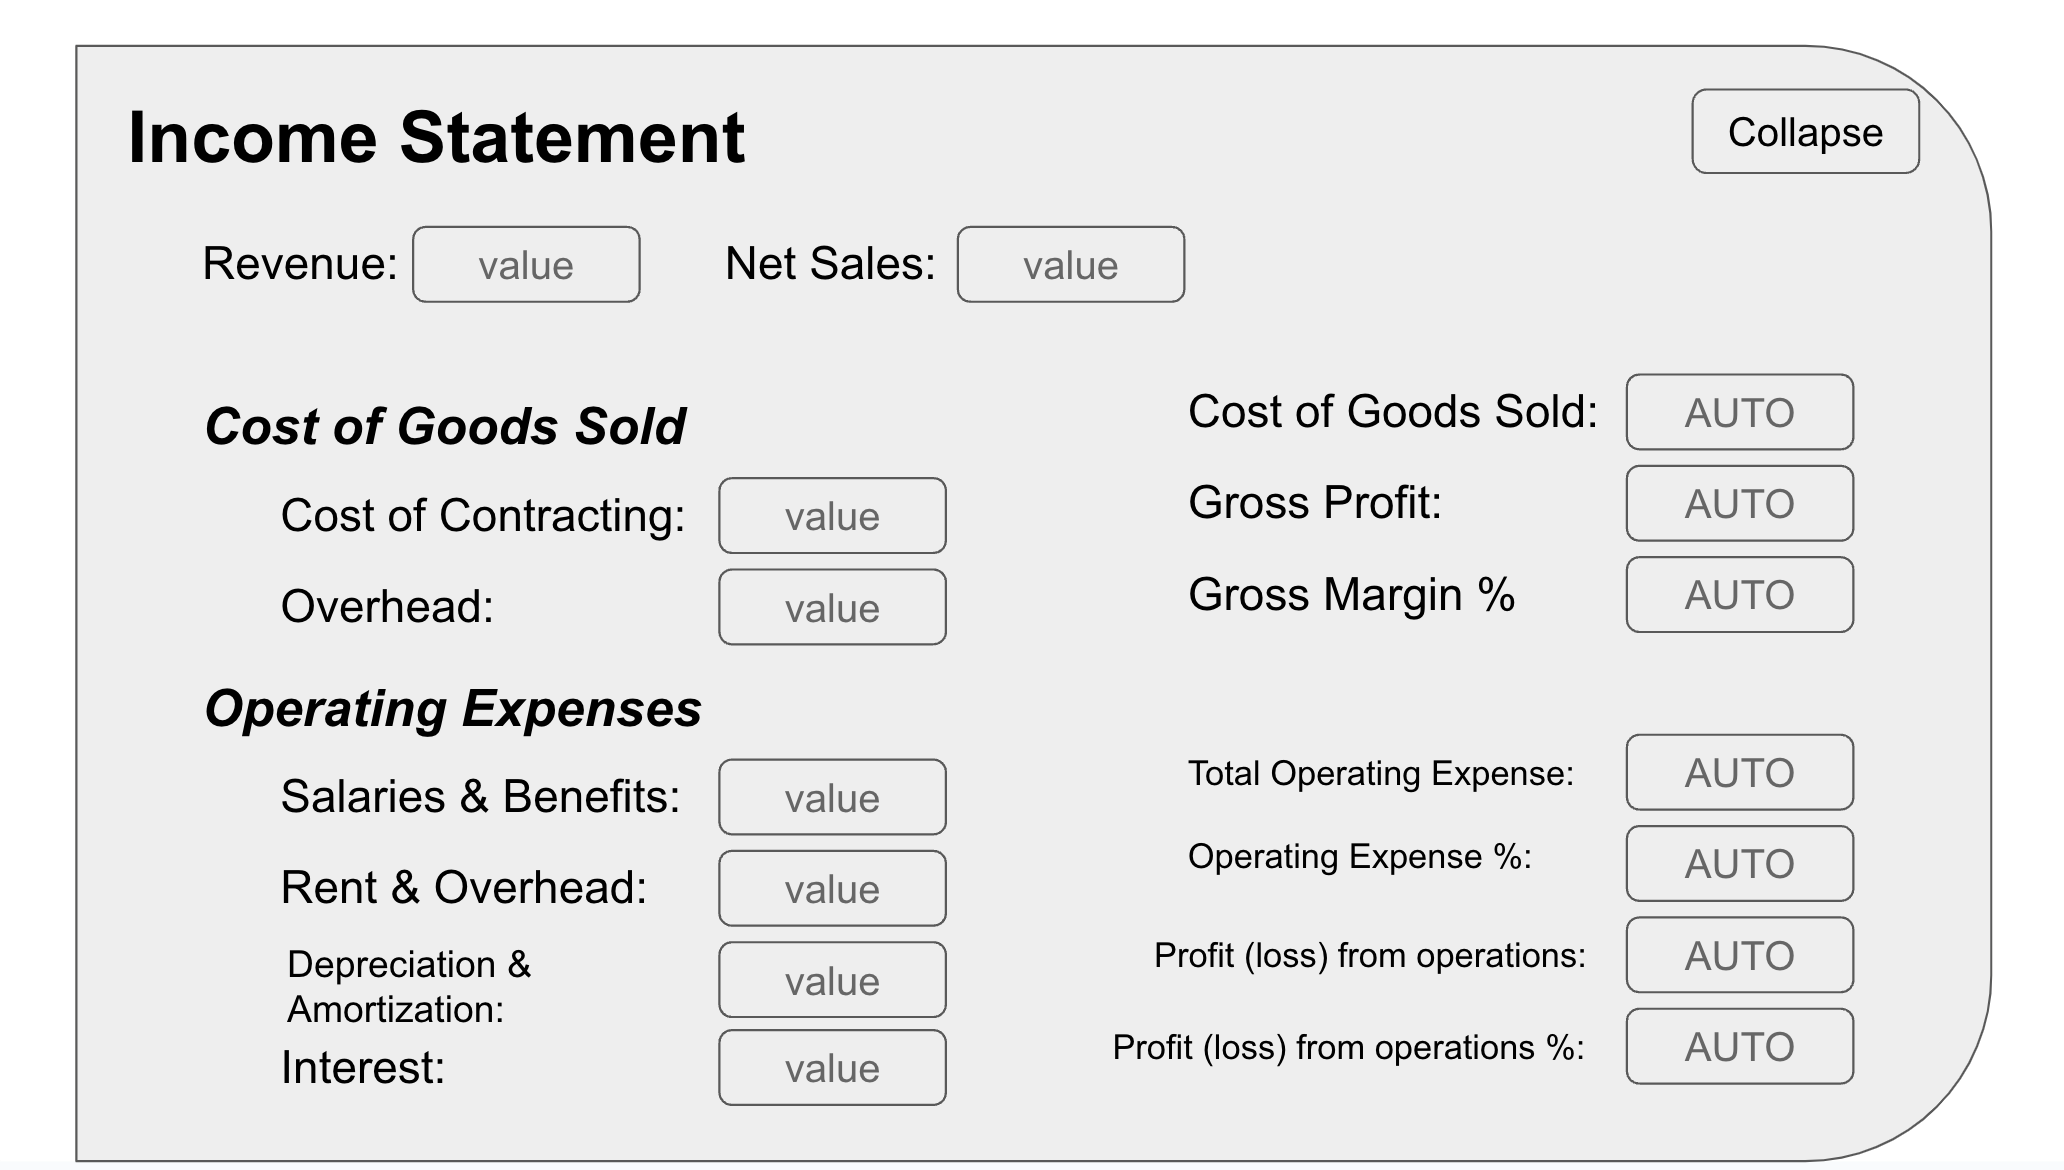 Income Statement
Collapse
Revenue: value Net Sales: value
Cost of Goods Sold
Cost of Contracting: value
Overhead: value
Cost of Goods Sold: AUTO
Gross Profit: AUTO
Gross Margin % AUTO
Operating Expenses
Salaries & Benefits: value
Rent & Overhead: value
Depreciation &
Amortization: value
Interest: value
Total Operating Expense: AUTO
Operating Expense %: AUTO
Profit (loss) from operations: AUTO
Profit (loss) from operations %: AUTO